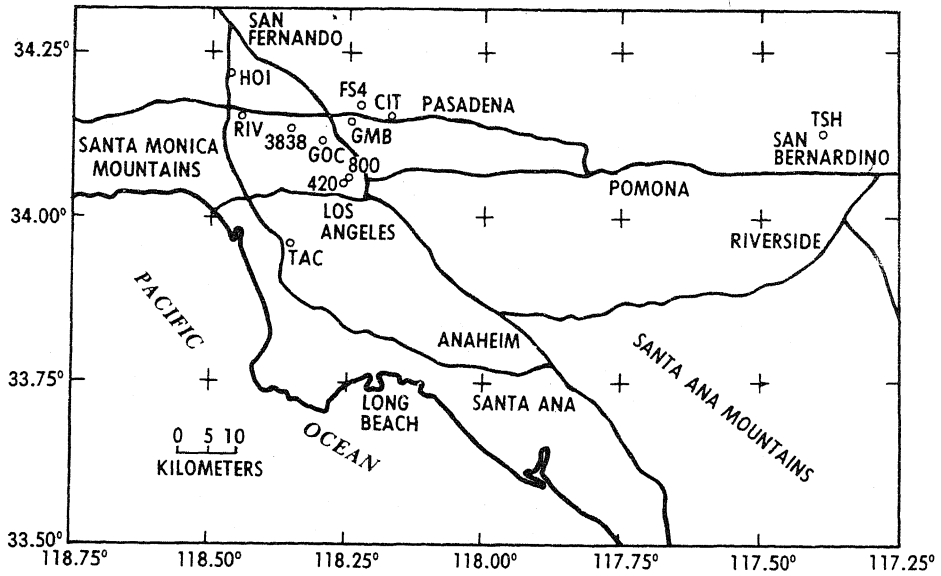 SAN
FERNANDO
34.25°
HOI
FS4
CIT
PASADENA
TSH
RIV
GMB
3838
GOC
SANTA MONICA
MOUNTAINS
800
420
SAN
BERNARDINO
POMONA
34.00°
LOS
ANGELES
RIVERSIDE
TAC
PACIFIC
OCEAN
ANAHEIM
SANTA ANA MOUNTAINS
33.75°
LONG
BEACH
SANTA ANA
0 5 10
KILOMETERS
33.50°
118.75° 118.50° 118.25° 118.00° 117.75° 117.50° 117.25°